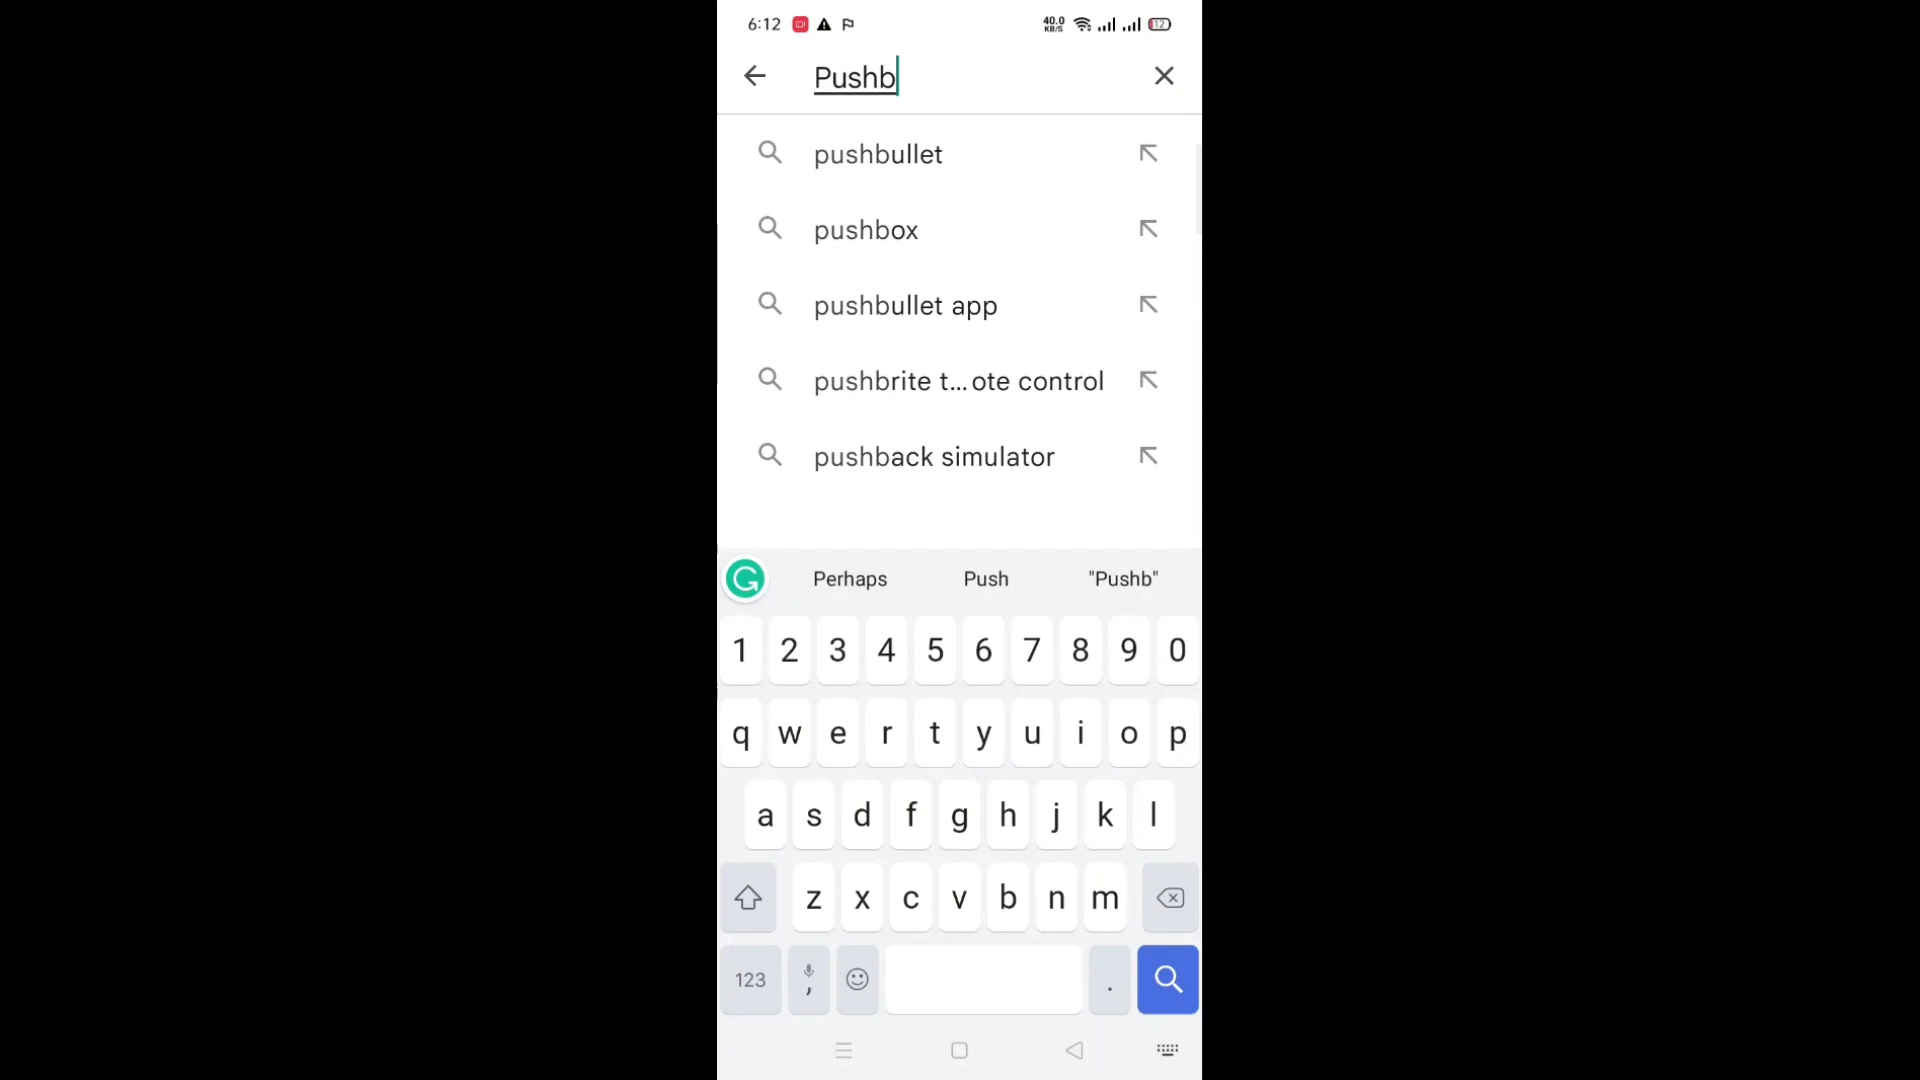 6:12 40.0 KB/S 12
Pushb
pushbullet
pushbox
pushbullet app
pushbrite t...ote control
pushback simulator
Perhaps Push "Pushb"
1 2 3 4 5 6 7 8 9 0
q w e r t y u i o p
a s d f g h j k l
z x c v b n m
123 , .